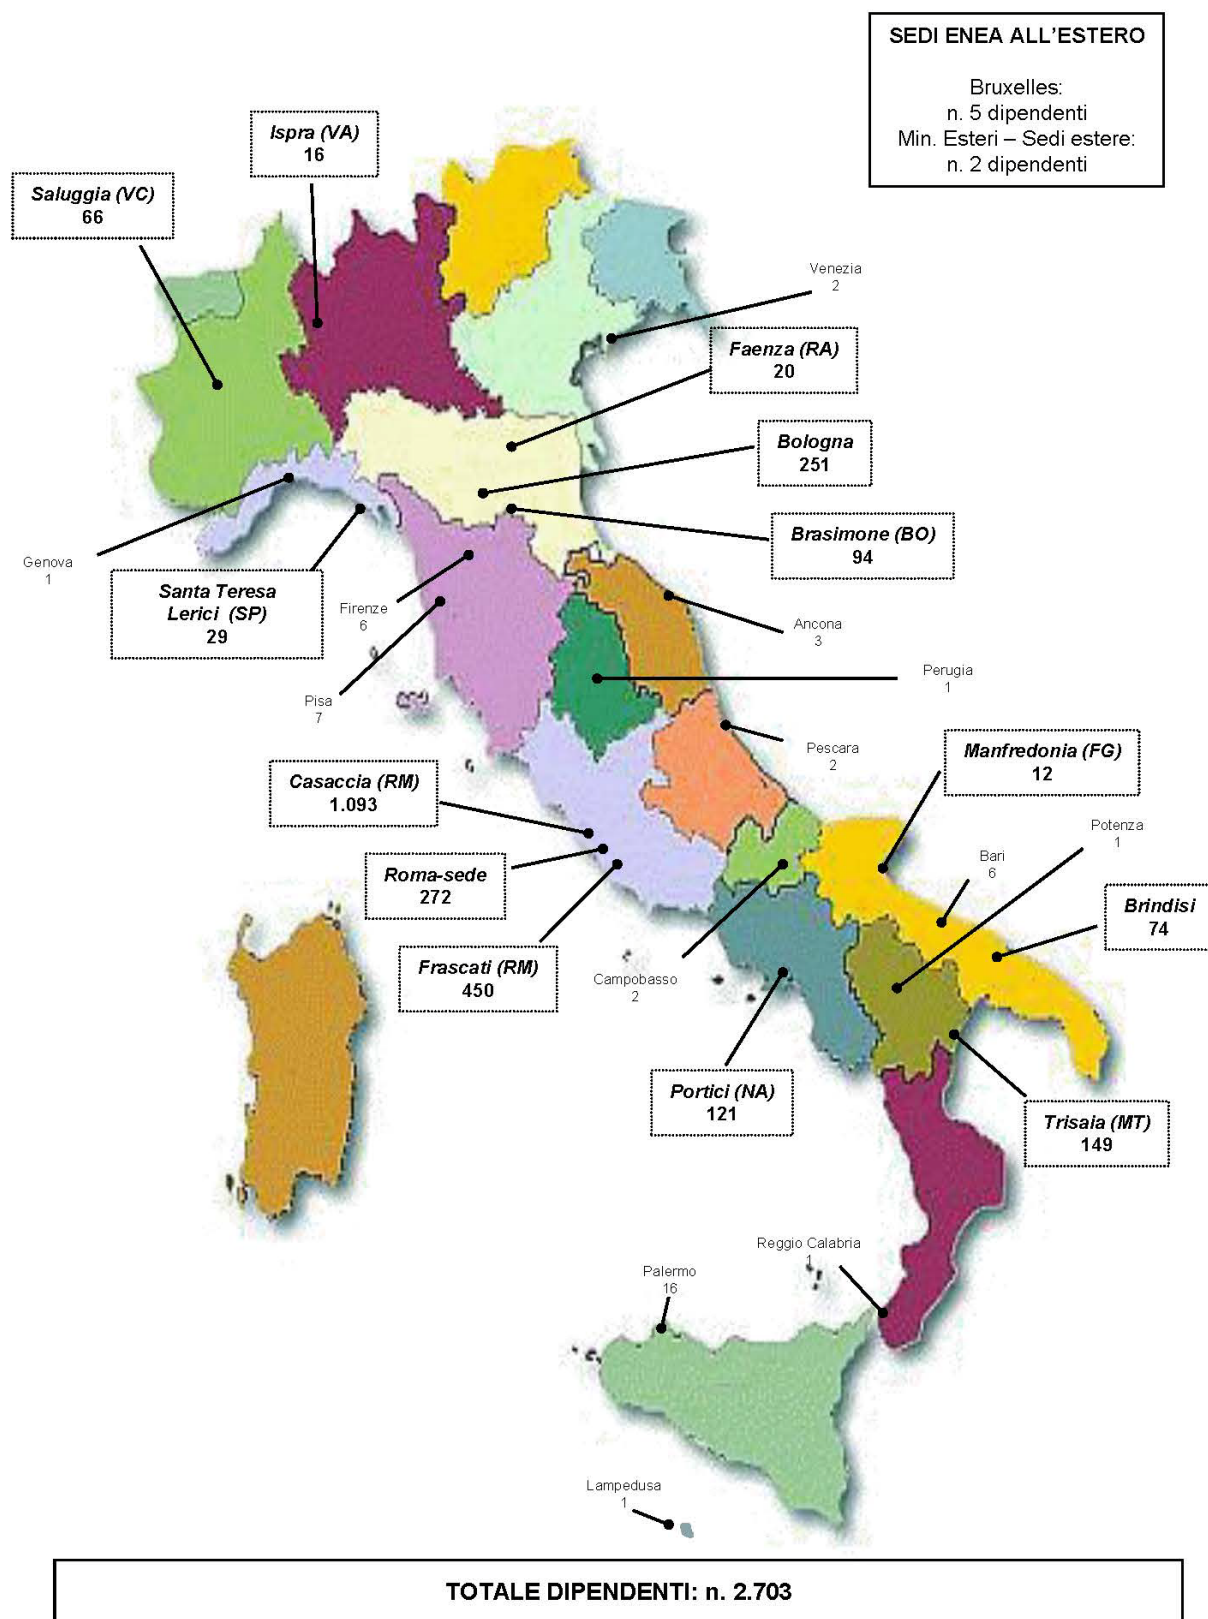 SEDI ENEA ALL'ESTERO
Bruxelles:
n. 5 dipendenti
Min. Esteri – Sedi estere:
n. 2 dipendenti
Ispra (VA)
16
Saluggia (VC)
66
Venezia
2
Faenza (RA)
20
Bologna
251
Brasimone (BO)
94
Genova
1
Santa Teresa
Lerici (SP)
29
Firenze
6
Ancona
3
Perugia
1
Pisa
7
Pescara
2
Manfredonia (FG)
12
Casaccia (RM)
1.093
Potenza
1
Bari
6
Roma-sede
272
Brindisi
74
Frascati (RM)
450
Campobasso
2
Portici (NA)
121
Trisaia (MT)
149
Reggio Calabria
1
Palermo
16
Lampedusa
1
TOTALE DIPENDENTI: n. 2.703